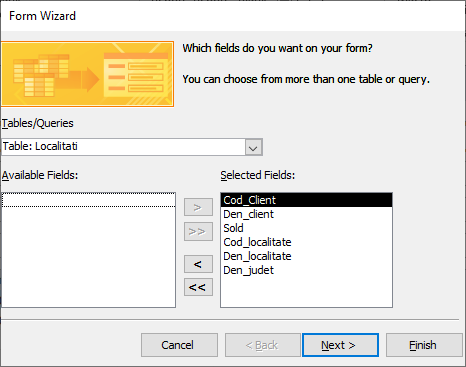 Form Wizard
Which fields do you want on your form?
You can choose from more than one table or query.
Tables/Queries
Table: Localitati
Available Fields:
Selected Fields:
>
>>
<
<<
Cod_Client
Den_client
Sold
Cod_localitate
Den_localitate
Den_judet
Cancel
< Back
Next >
Finish